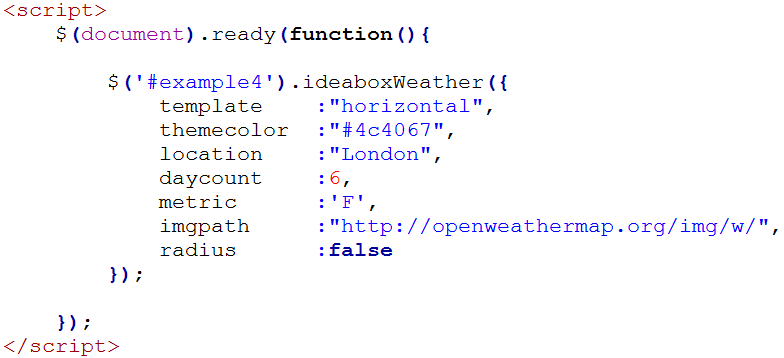 <script>
    $(document).ready(function(){
        $('#example4').ideaboxWeather({
            template    :"horizontal",
            themecolor  :"#4c4067",
            location    :"London",
            daycount    :6,
            metric      :'F',
            imgpath     :"http://openweathermap.org/img/w/",
            radius      :false
        });
    });
</script>